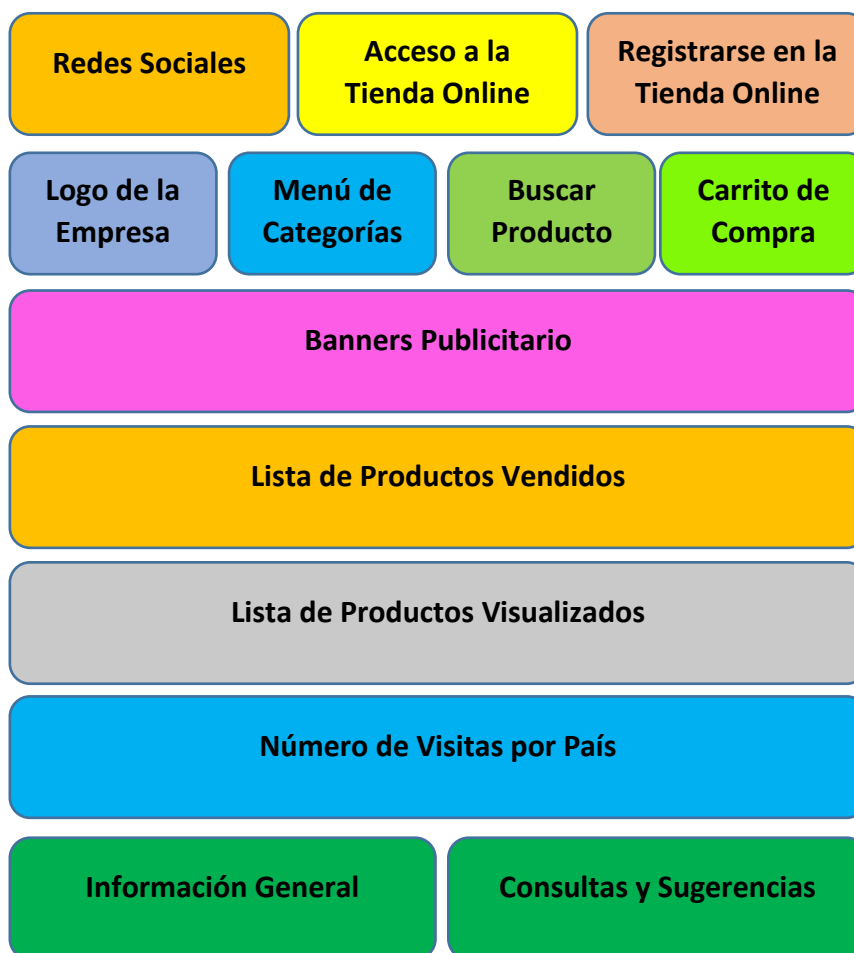 Redes Sociales
Acceso a la
Tienda Online
Registrarse en la
Tienda Online
Logo de la
Empresa
Menú de
Categorías
Buscar
Producto
Carrito de
Compra
Banners Publicitario
Lista de Productos Vendidos
Lista de Productos Visualizados
Número de Visitas por País
Información General
Consultas y Sugerencias